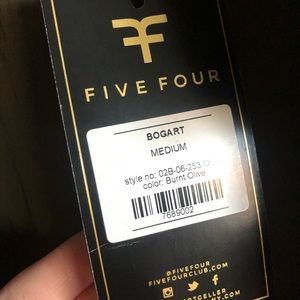 FIVE FOUR
BOGART
MEDIUM
style no: 02B-06-253-
color: Burnt Olive
7689002
@FIVEFOUR
FIVEFOURCLUB.COM